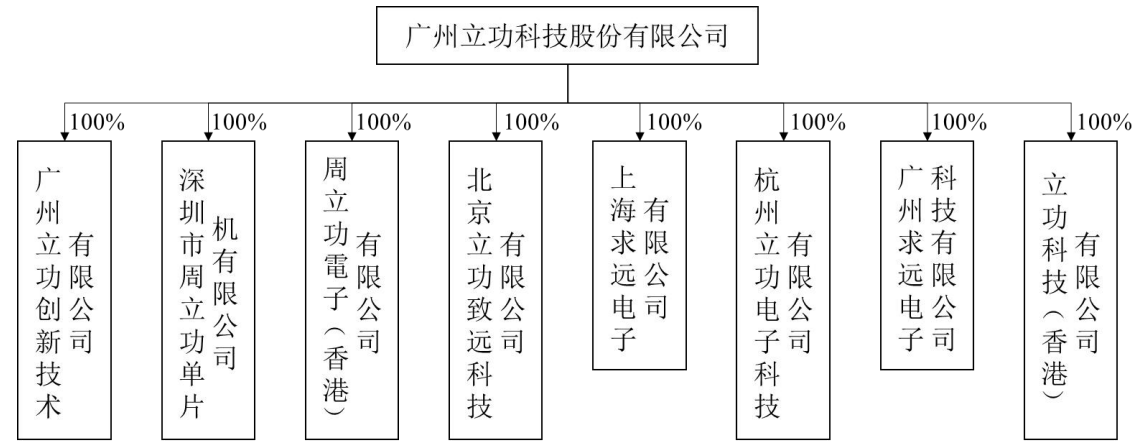 广州立功科技股份有限公司
100%
100%
100%
100%
100%
100%
100%
100%
广州立功创新技术
有限公司
深圳市周立功单片
机有限公司
周立功電子（香港）
有限公司
北京立功致远科技
有限公司
上海求远电子
有限公司
杭州立功电子科技
有限公司
广州求远电子
科技有限公司
立功科技（香港）
有限公司